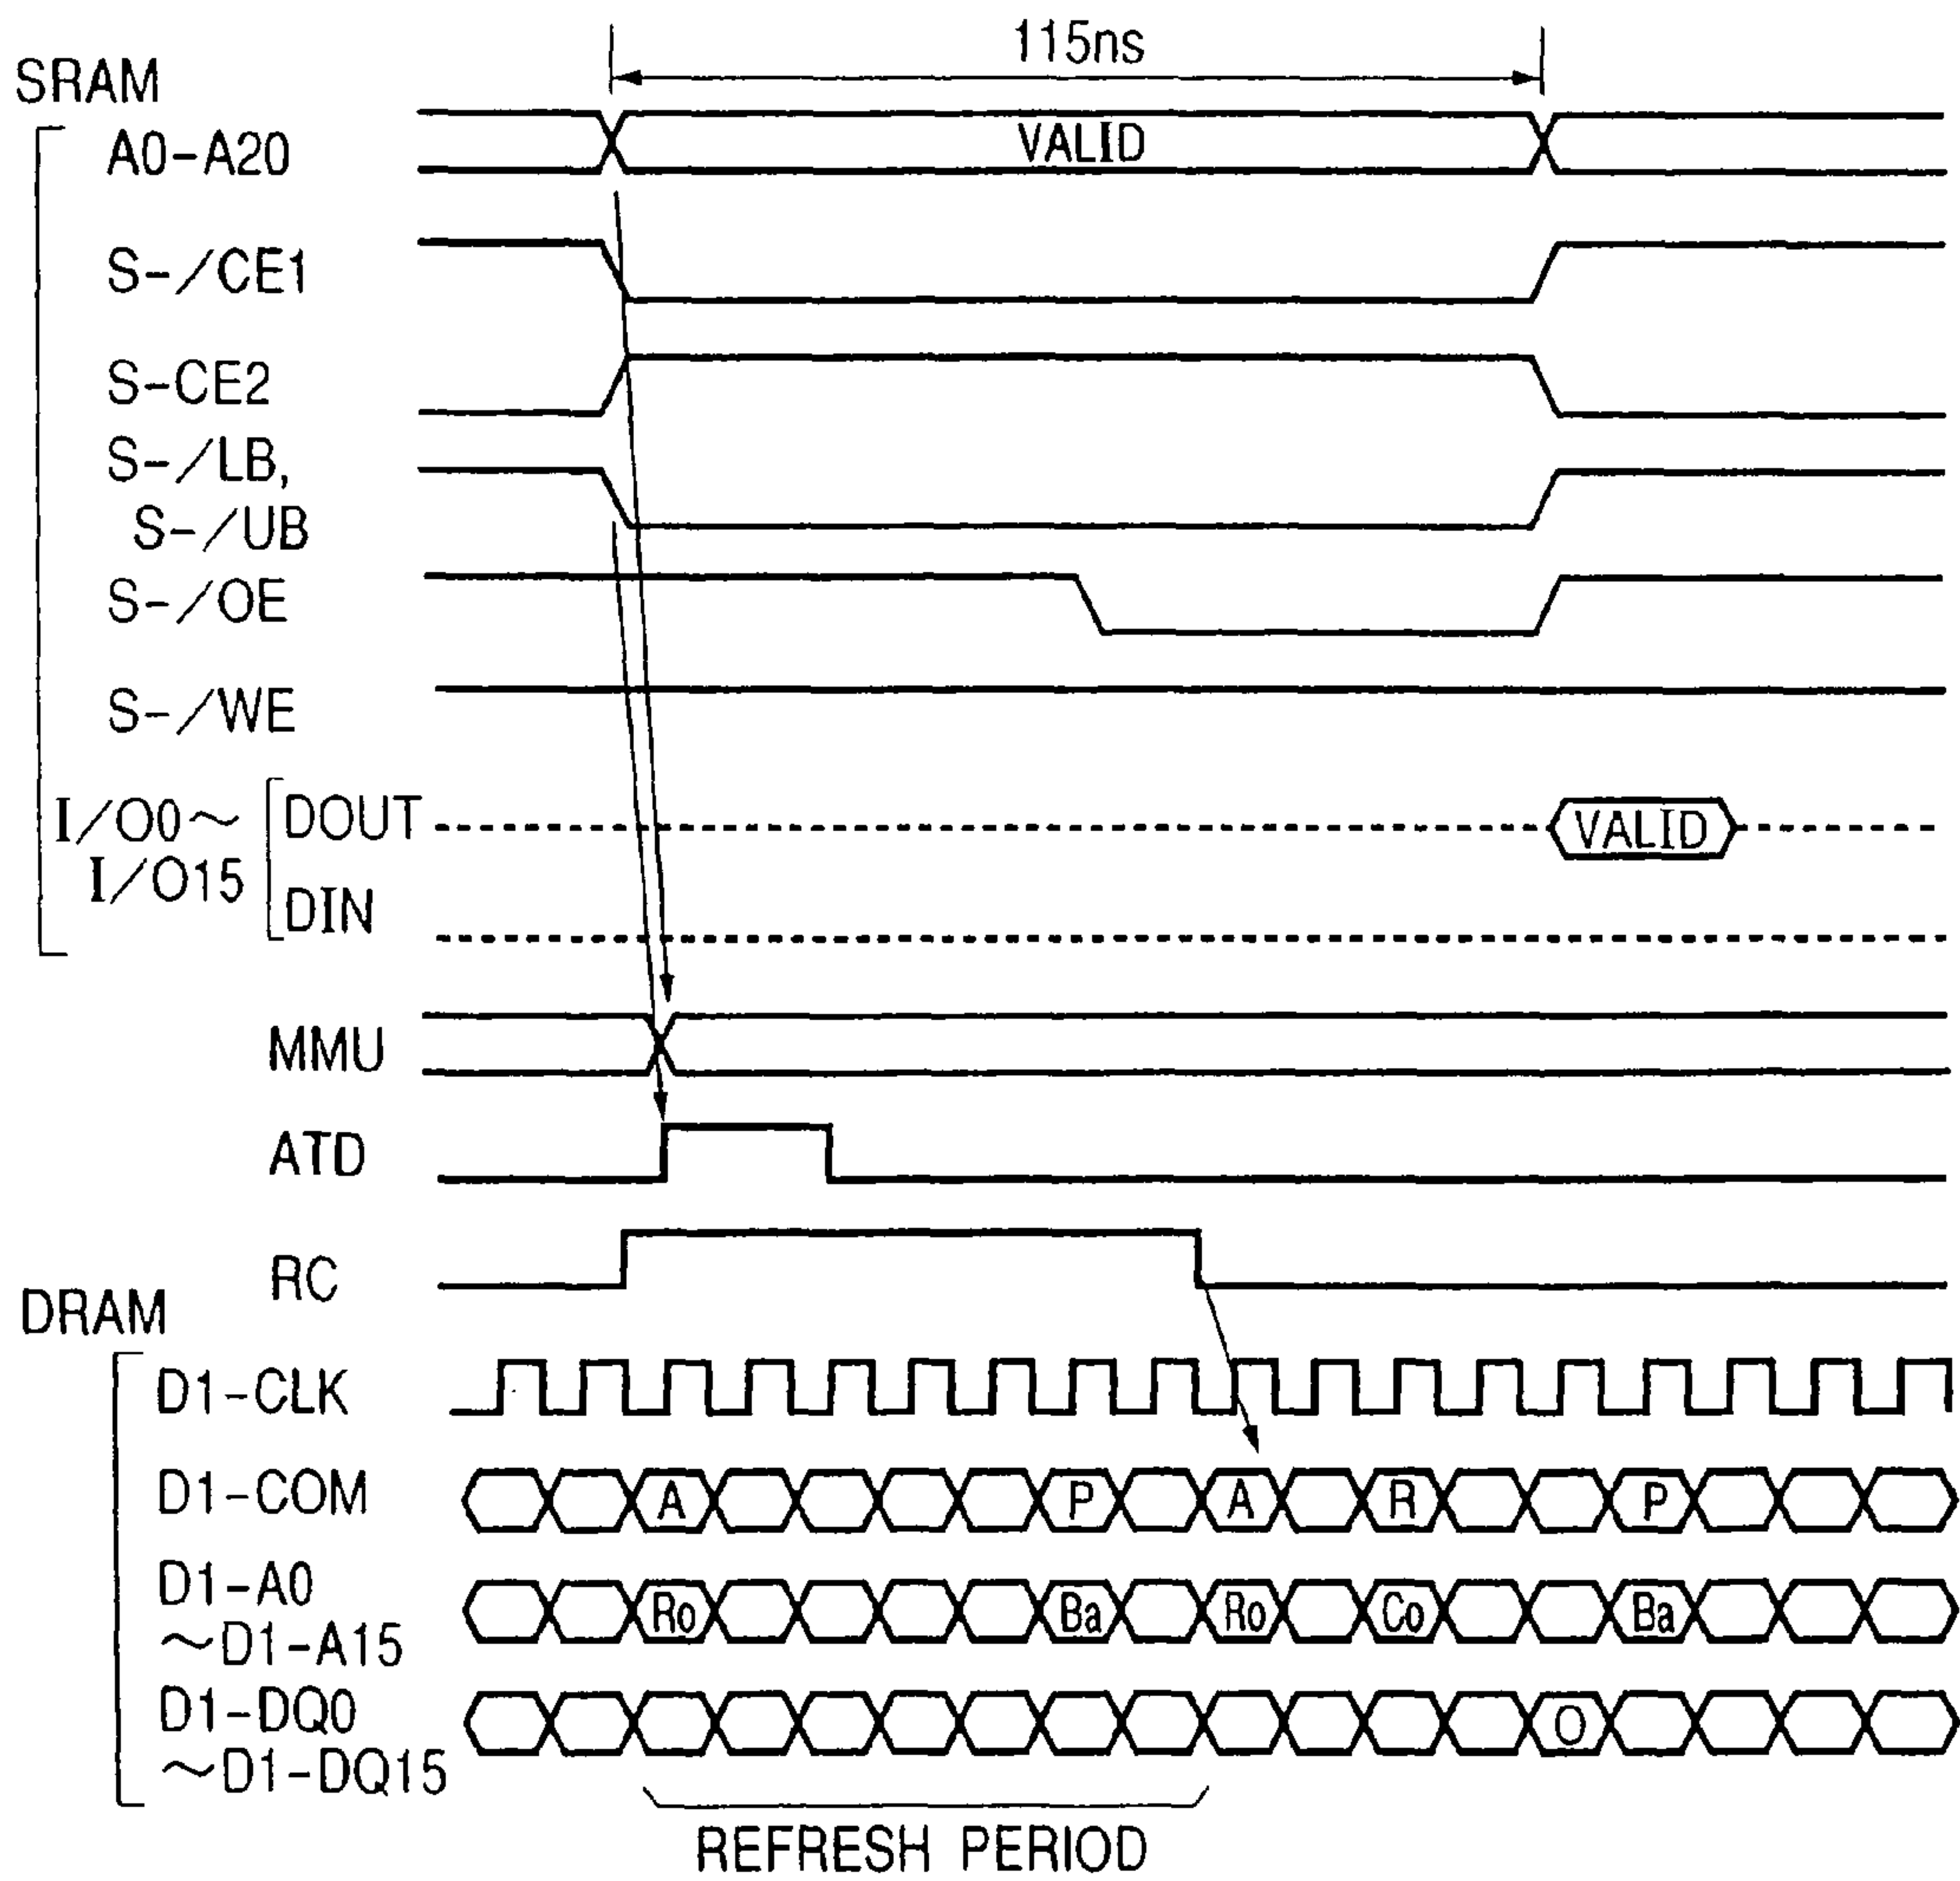 115ns
SRAM
A0-A20 VALID
S-/CE1
S-CE2
S-/LB,
S-/UB
S-/OE
S-/WE
I/O0~ DOUT VALID
I/O15
DIN
MMU
ATD
RC
DRAM
D1-CLK
D1-COM A P A R P
D1-A0
~D1-A15 Ro Ba Ro Co Ba
D1-DQ0
~D1-DQ15 O
REFRESH PERIOD